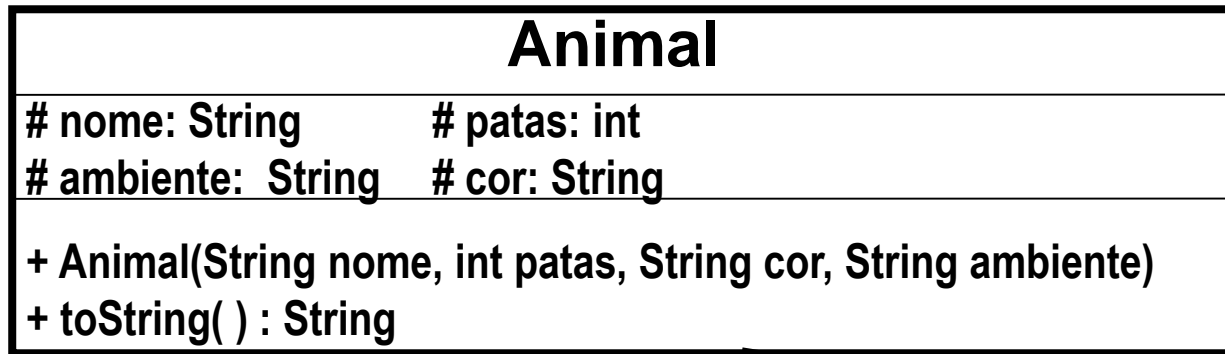 Animal
# nome: String # patas: int
# ambiente: String # cor: String
+ Animal(String nome, int patas, String cor, String ambiente)
+ toString( ) : String